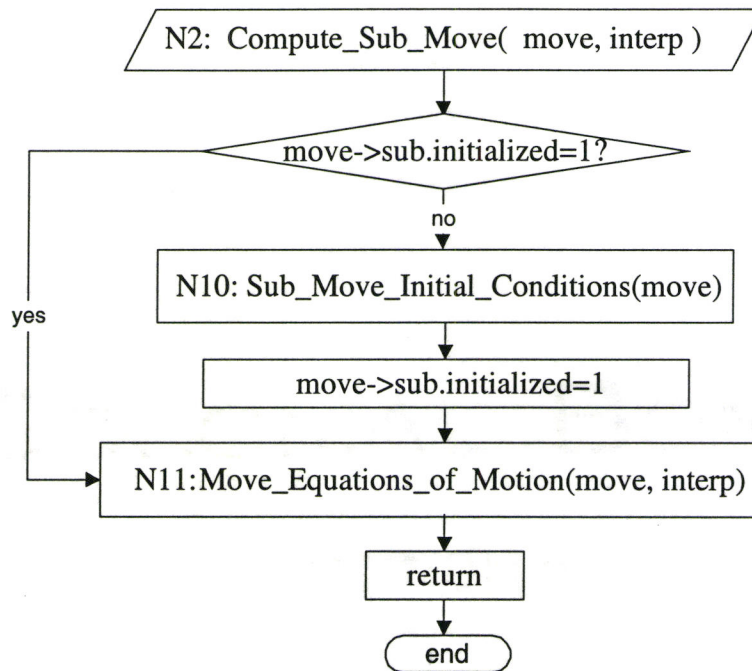 N2: Compute_Sub_Move( move, interp )
move->sub.initialized=1?
no
N10: Sub_Move_Initial_Conditions(move)
yes
move->sub.initialized=1
N11:Move_Equations_of_Motion(move, interp)
return
end